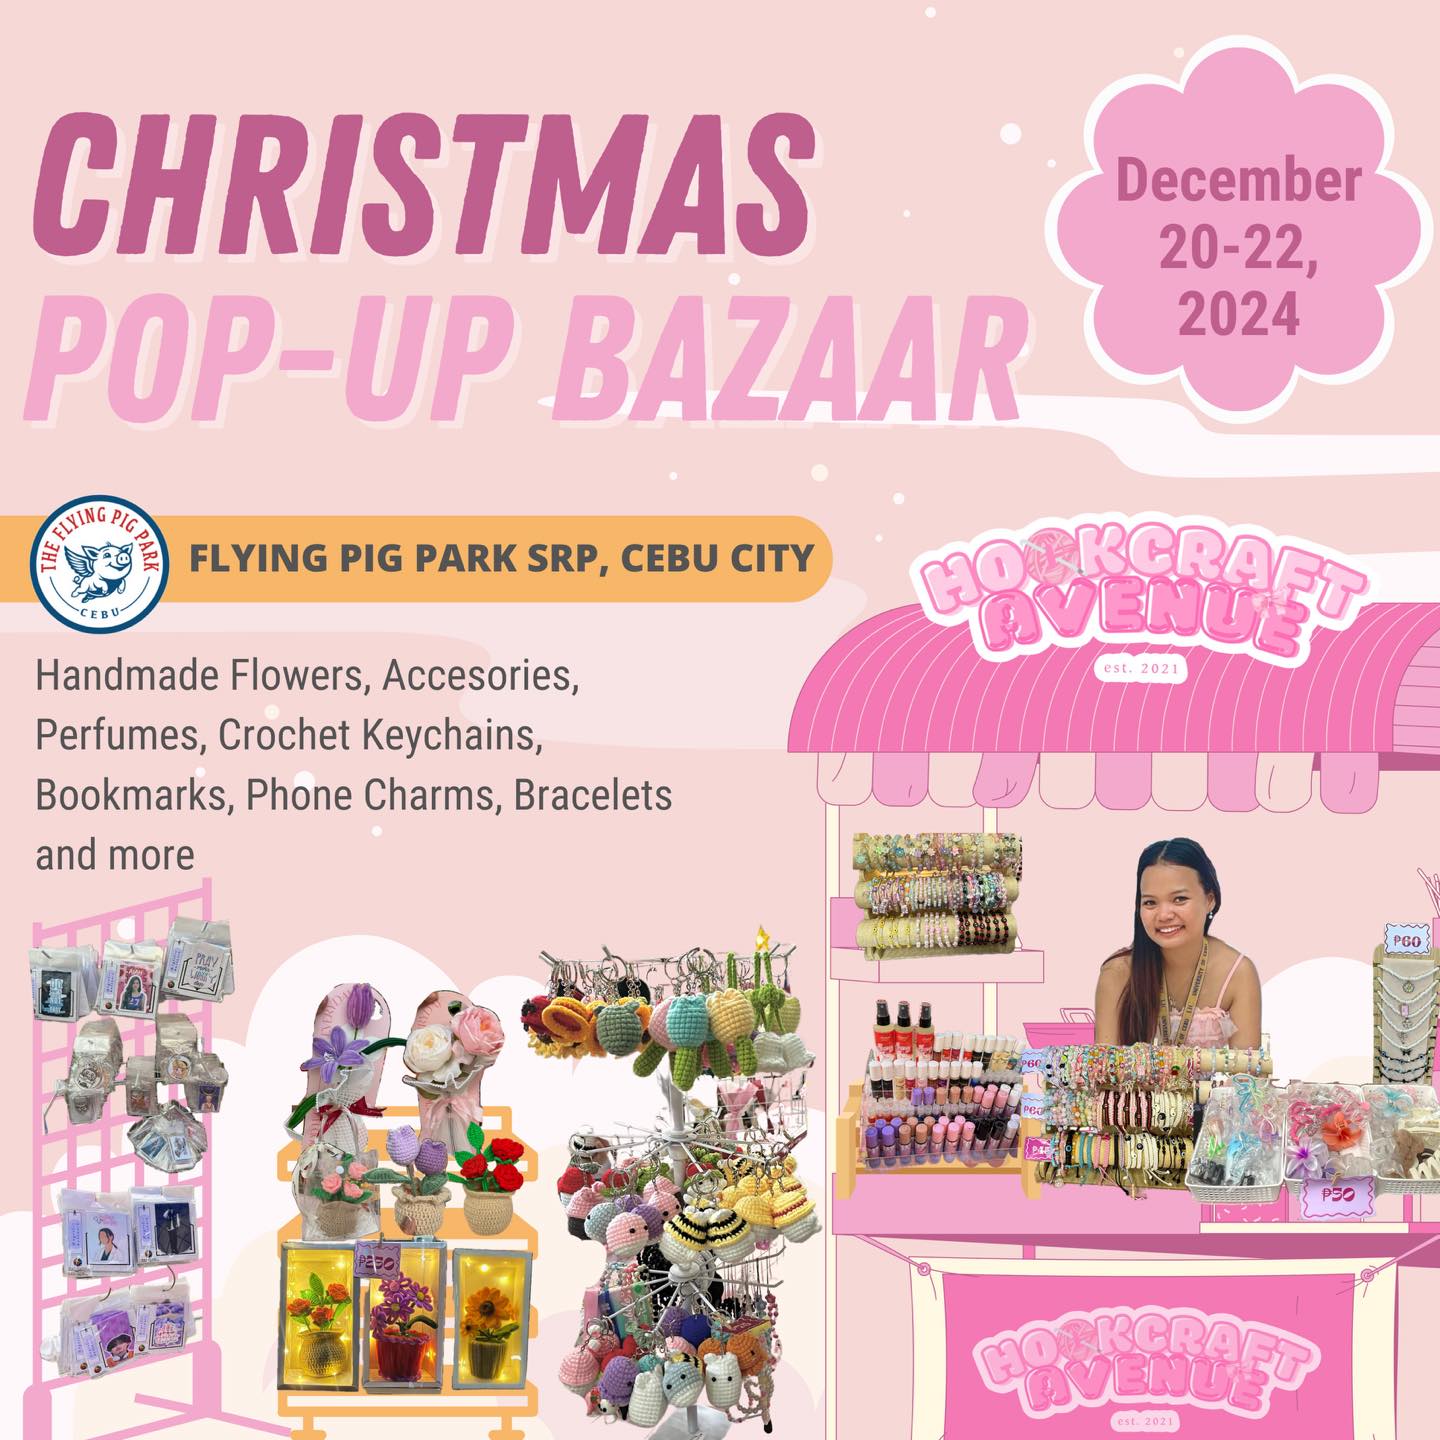 CHRISTMAS
POP-UP BAZAAR
December
20-22,
2024
THE FLYING PIG PARK
CEBU
FLYING PIG PARK SRP, CEBU CITY
Handmade Flowers, Accesories,
Perfumes, Crochet Keychains,
Bookmarks, Phone Charms, Bracelets
and more
HOOKCRAFT
AVENUE
est. 2021
₱60
₱50
HOOKCRAFT
AVENUE
est. 2021